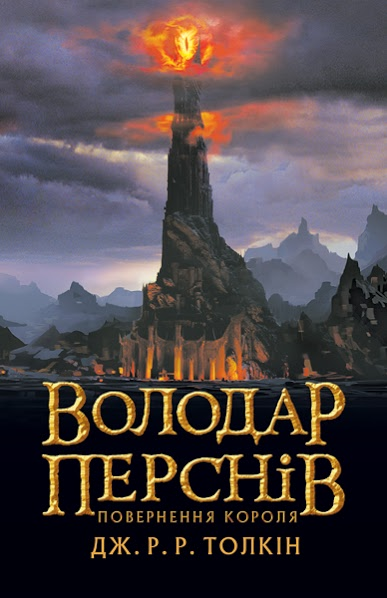 ВОЛОДАР
ПЕРСНІВ
ПОВЕРНЕННЯ КОРОЛЯ
ДЖ. Р. Р. ТОЛКІН